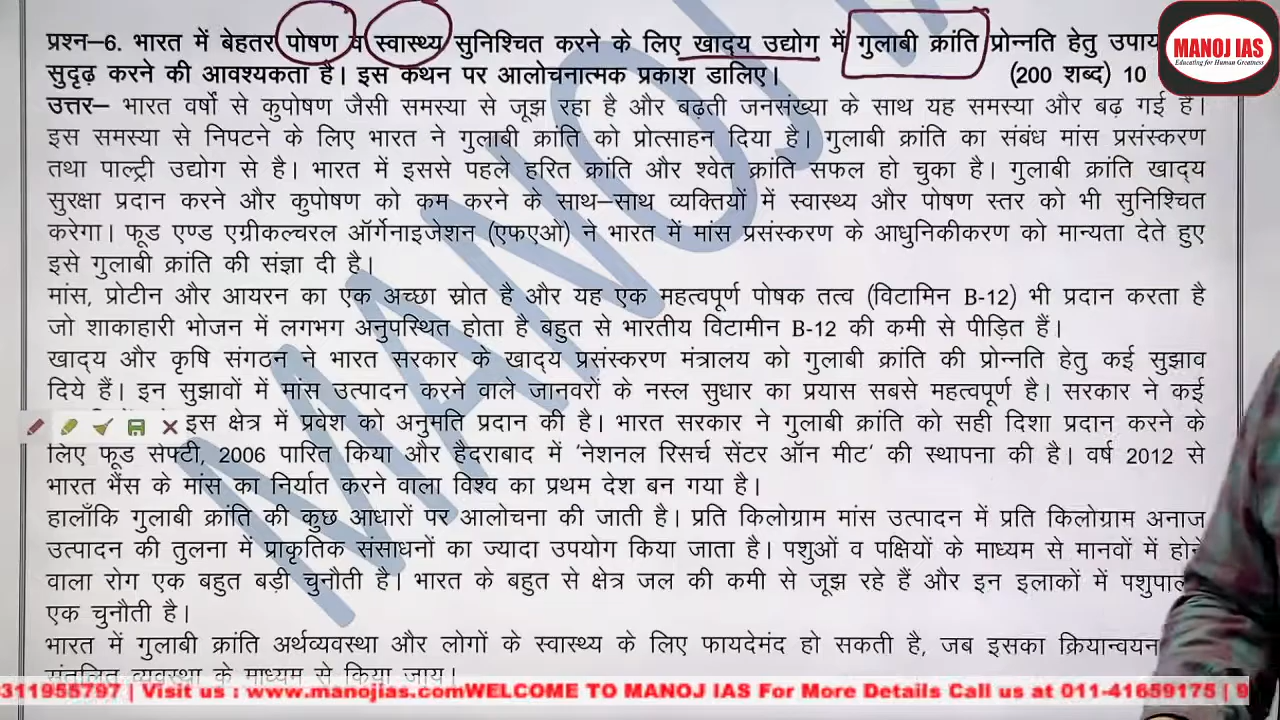 प्रश्न–6. भारत में बेहतर पोषण व स्वास्थ्य सुनिश्चित करने के लिए खाद्य उद्योग में गुलाबी क्रांति प्रोन्नति हेतु
सुदृढ़ करने की आवश्यकता है। इस कथन पर आलोचनात्मक प्रकाश डालिए। (200 शब्द) 10
MANOJ IAS
Educating for Human Greatness
उत्तर– भारत वर्षों से कुपोषण जैसी समस्या से जूझ रहा है और बढ़ती जनसंख्या के साथ यह समस्या और बढ़ गई है।
इस समस्या से निपटने के लिए भारत ने गुलाबी क्रांति को प्रोत्साहन दिया है। गुलाबी क्रांति का संबंध मांस प्रसंस्करण
तथा पाल्ट्री उद्योग से है। भारत में इससे पहले हरित क्रांति और श्वेत क्रांति सफल हो चुका है। गुलाबी क्रांति खाद्य
सुरक्षा प्रदान करने और कुपोषण को कम करने के साथ–साथ व्यक्तियों में स्वास्थ्य और पोषण स्तर को भी सुनिश्चित
करेगा। फूड एण्ड एग्रीकल्चरल ऑर्गेनाइजेशन (एफएओ) ने भारत में मांस प्रसंस्करण के आधुनिकीकरण को मान्यता देते हुए
इसे गुलाबी क्रांति की संज्ञा दी है।
मांस, प्रोटीन और आयरन का एक अच्छा स्रोत है और यह एक महत्वपूर्ण पोषक तत्व (विटामिन B-12) भी प्रदान करता है
जो शाकाहारी भोजन में लगभग अनुपस्थित होता है बहुत से भारतीय विटामीन B-12 की कमी से पीड़ित हैं।
खाद्य और कृषि संगठन ने भारत सरकार के खाद्य प्रसंस्करण मंत्रालय को गुलाबी क्रांति की प्रोन्नति हेतु कई सुझाव
दिये हैं। इन सुझावों में मांस उत्पादन करने वाले जानवरों के नस्ल सुधार का प्रयास सबसे महत्वपूर्ण है। सरकार ने कई
इस क्षेत्र में प्रवेश को अनुमति प्रदान की है। भारत सरकार ने गुलाबी क्रांति को सही दिशा प्रदान करने के
लिए फूड सेफ्टी, 2006 पारित किया और हैदराबाद में 'नेशनल रिसर्च सेंटर ऑन मीट' की स्थापना की है। वर्ष 2012 से
भारत भैंस के मांस का निर्यात करने वाला विश्व का प्रथम देश बन गया है।
हालाँकि गुलाबी क्रांति की कुछ आधारों पर आलोचना की जाती है। प्रति किलोग्राम मांस उत्पादन में प्रति किलोग्राम अनाज
उत्पादन की तुलना में प्राकृतिक संसाधनों का ज्यादा उपयोग किया जाता है। पशुओं व पक्षियों के माध्यम से मानवों में होने
वाला रोग एक बहुत बड़ी चुनौती है। भारत के बहुत से क्षेत्र जल की कमी से जूझ रहे हैं और इन इलाकों में
एक चुनौती है।
भारत में गुलाबी क्रांति अर्थव्यवस्था और लोगों के स्वास्थ्य के लिए फायदेमंद हो सकती है, जब इसका क्रियान्वयन
संतुलित व्यवस्था के माध्यम से किया जाय।
311955797 | Visit us : www.manojias.comWELCOME TO MANOJ IAS For More Details Call us at 011-41659175 | 9